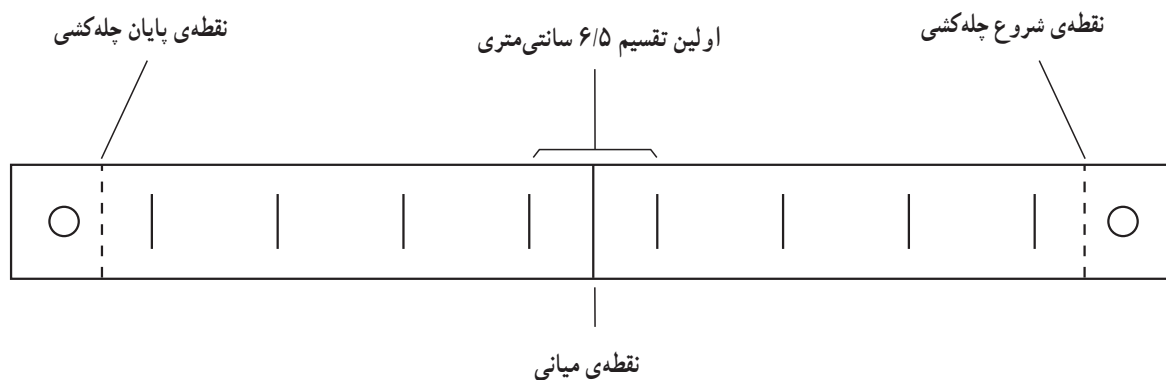 نقطه‌ی شروع چله‌کشی
اولین تقسیم ۶/۵ سانتی‌متری
نقطه‌ی پایان چله‌کشی
نقطه‌ی میانی